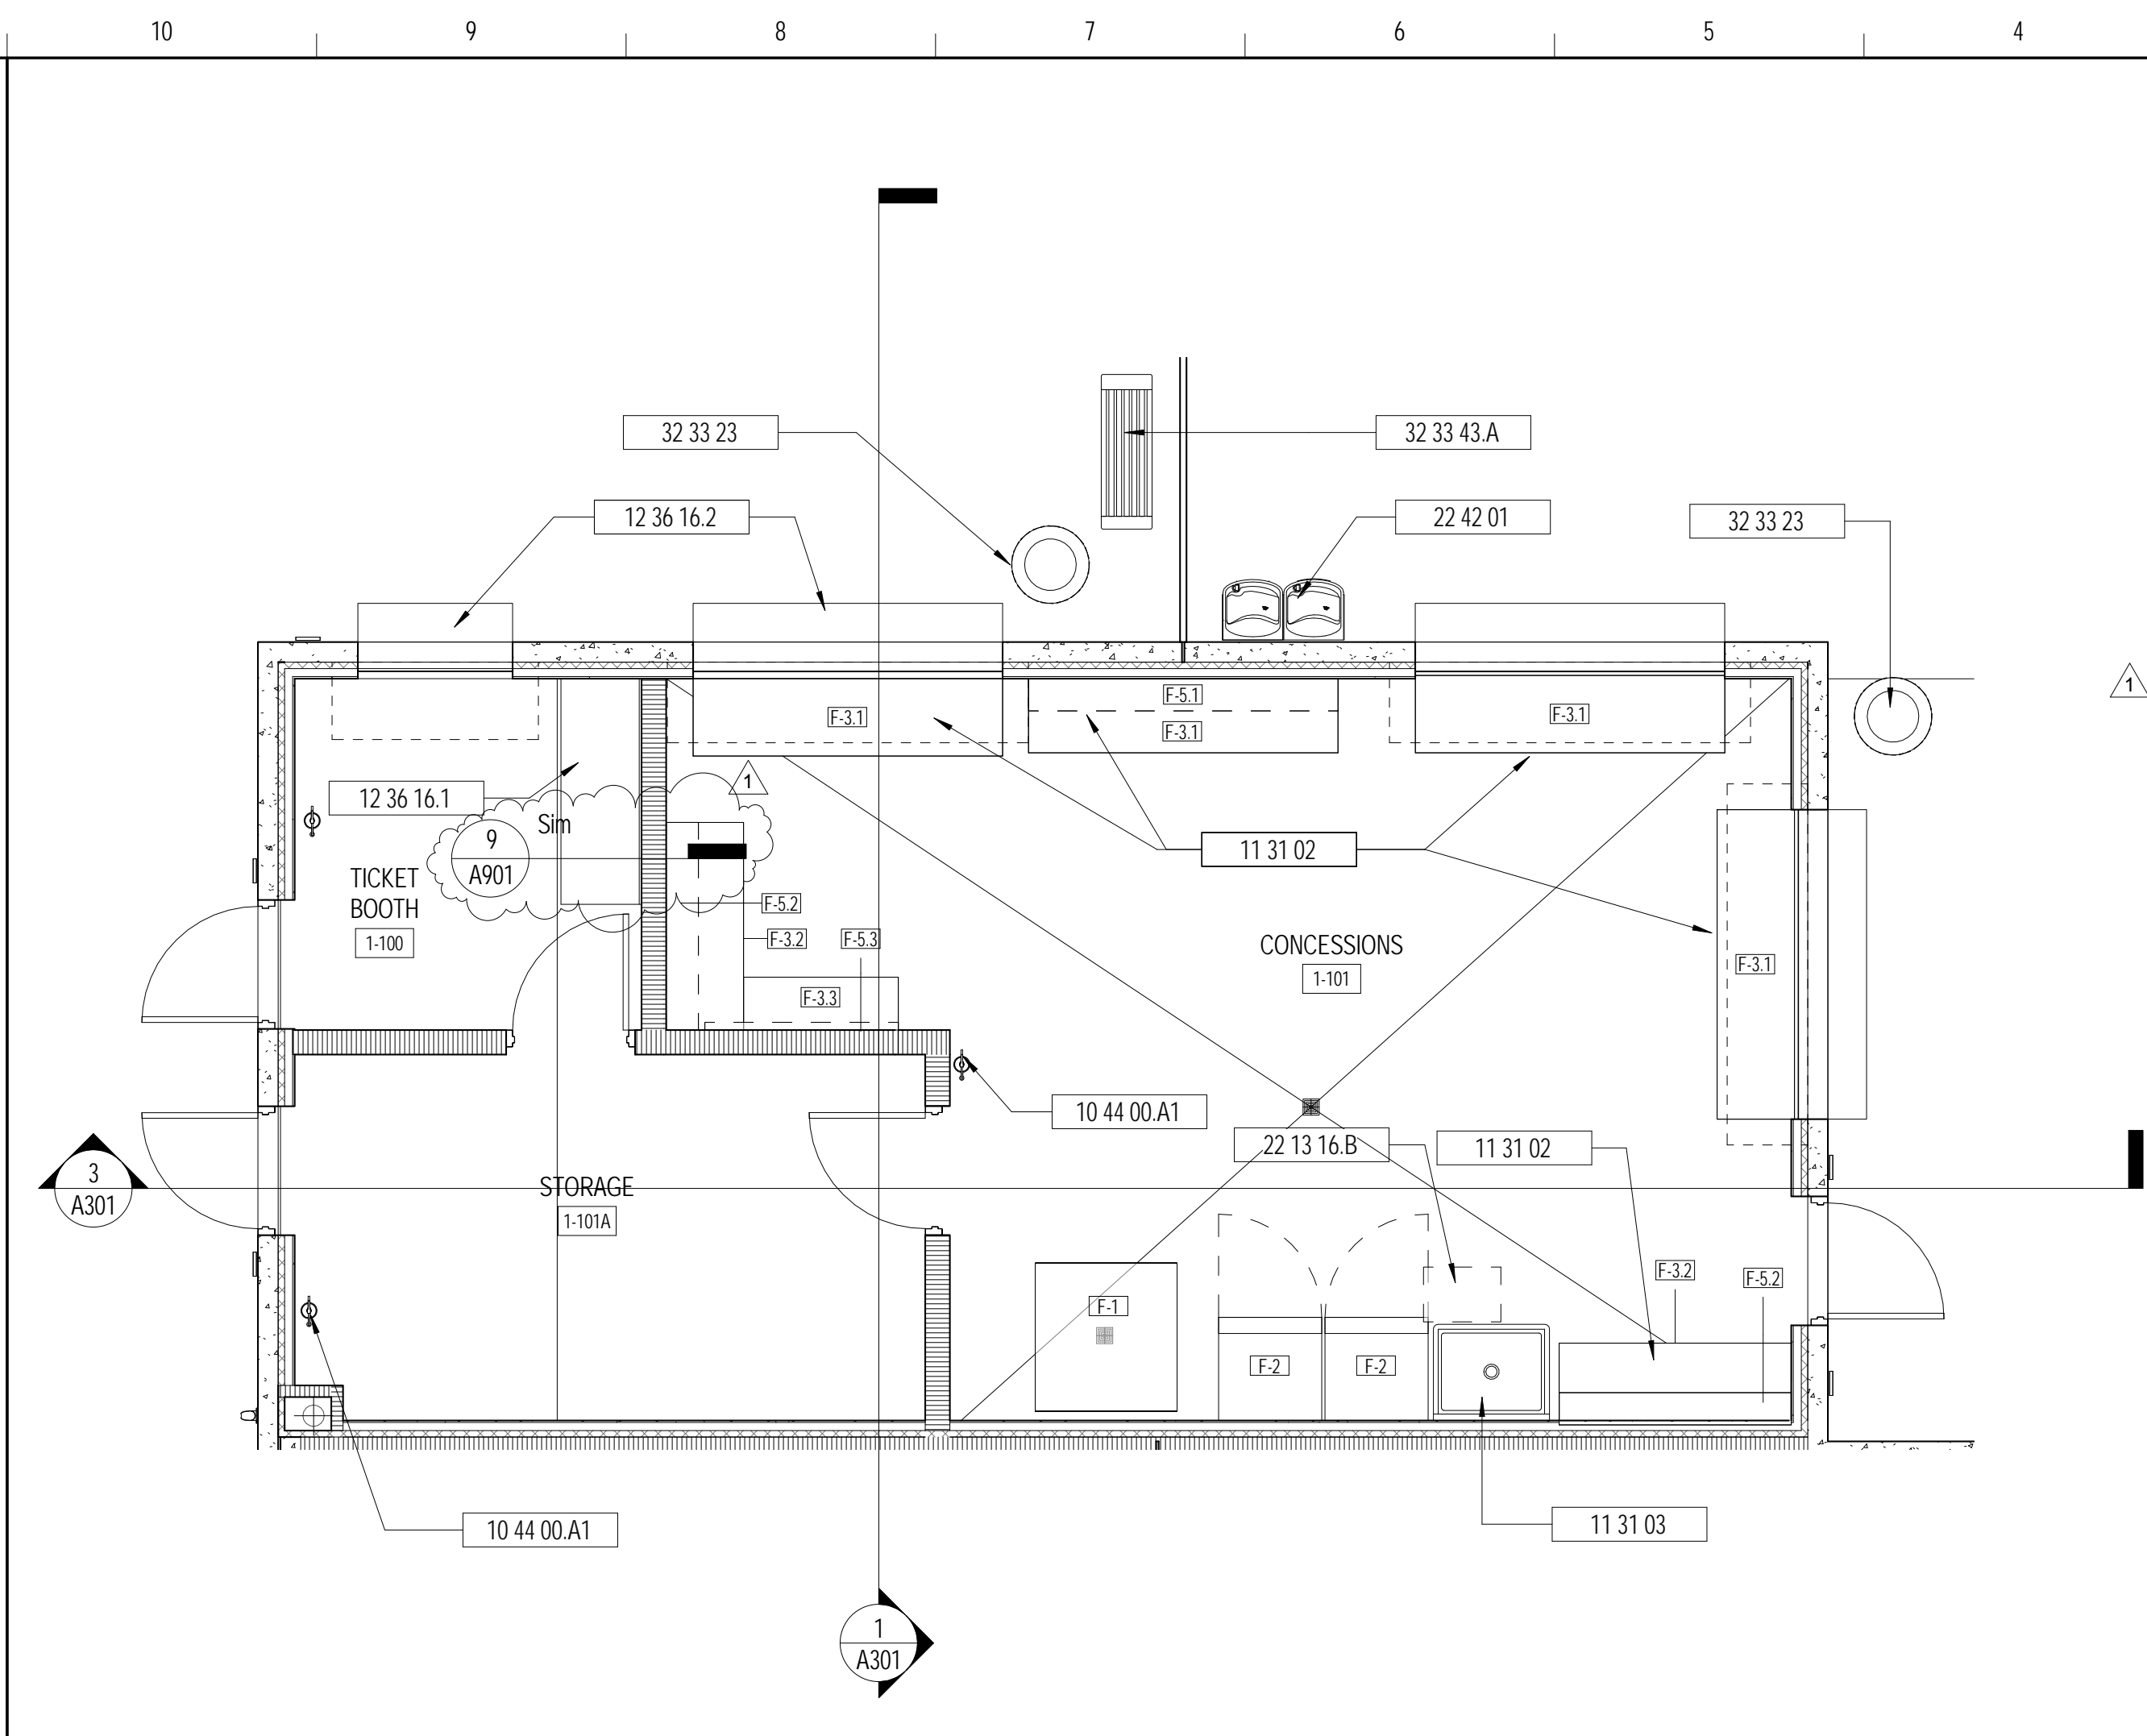 10
9
8
7
6
5
4
32 33 23
32 33 43.A
12 36 16.2
22 42 01
32 33 23
1
F-5.1
F-3.1
F-3.1
F-3.1
12 36 16.1
1
Sim
9
A901
11 31 02
TICKET
BOOTH
1-100
F-5.2
F-3.2
F-5.3
CONCESSIONS
1-101
F-3.1
F-3.3
10 44 00.A1
22 13 16.B
11 31 02
3
A301
STORAGE
1-101A
F-3.2
F-5.2
F-1
F-2
F-2
10 44 00.A1
11 31 03
1
A301